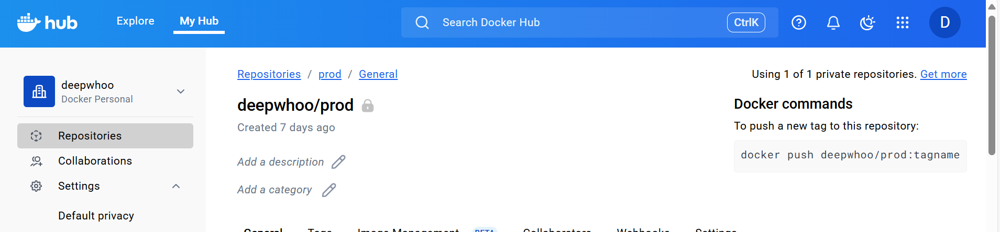 hub Explore My Hub Search Docker Hub CtrlK D
deepwhoo
Docker Personal
Repositories
Collaborations
Settings
Default privacy
Repositories / prod / General
Using 1 of 1 private repositories. Get more
deepwhoo/prod
Created 7 days ago
Add a description
Add a category
Docker commands
To push a new tag to this repository:
docker push deepwhoo/prod:tagname
General Tags Image Management BETA Collaborators Webhooks Settings